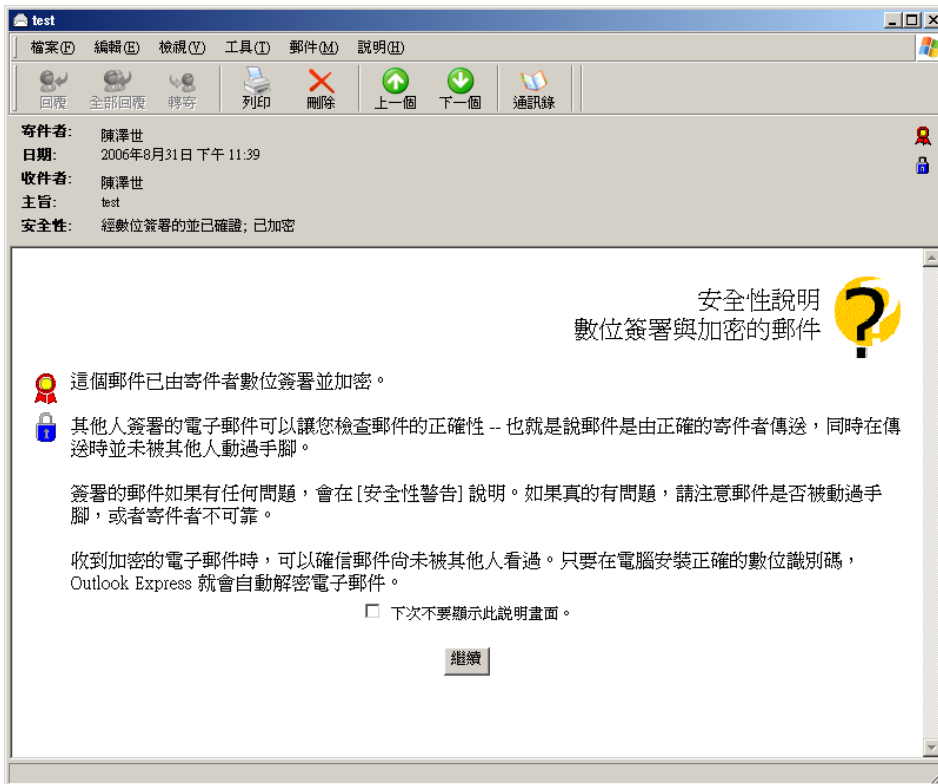 test
檔案(F) 編輯(E) 檢視(V) 工具(T) 郵件(M) 說明(H)
回覆 全部回覆 轉寄 列印 刪除 上一個 下一個 通訊錄
寄件者: 陳澤世
日期: 2006年8月31日 下午 11:39
收件者: 陳澤世
主旨: test
安全性: 經數位簽署的並已確證; 已加密
安全性說明
數位簽署與加密的郵件
這個郵件已由寄件者數位簽署並加密。
其他人簽署的電子郵件可以讓您檢查郵件的正確性 -- 也就是說郵件是由正確的寄件者傳送，同時在傳
送時並未被其他人動過手腳。
簽署的郵件如果有任何問題，會在 [安全性警告] 說明。如果真的有問題，請注意郵件是否被動過手
腳，或者寄件者不可靠。
收到加密的電子郵件時，可以確信郵件尚未被其他人看過。只要在電腦安裝正確的數位識別碼，
Outlook Express 就會自動解密電子郵件。
下次不要顯示此說明畫面。
繼續